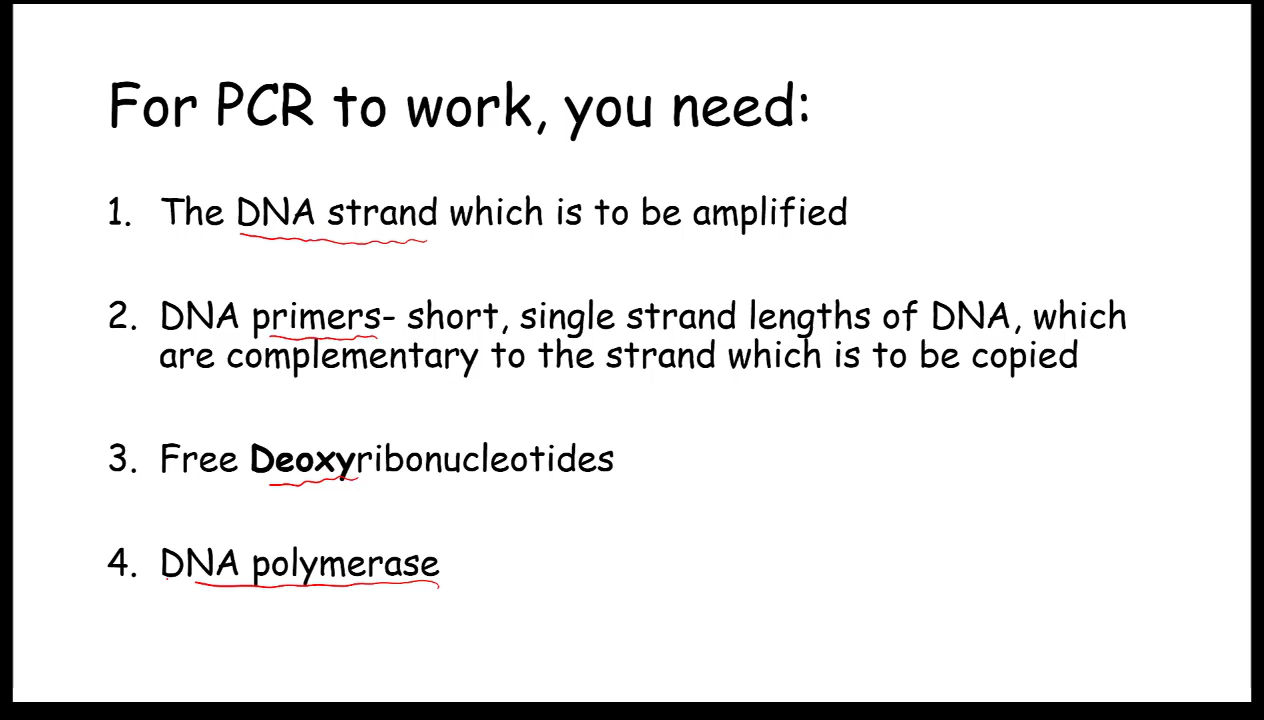 For PCR to work, you need:
1. The DNA strand which is to be amplified
2. DNA primers- short, single strand lengths of DNA, which
are complementary to the strand which is to be copied
3. Free Deoxyribonucleotides
4. DNA polymerase